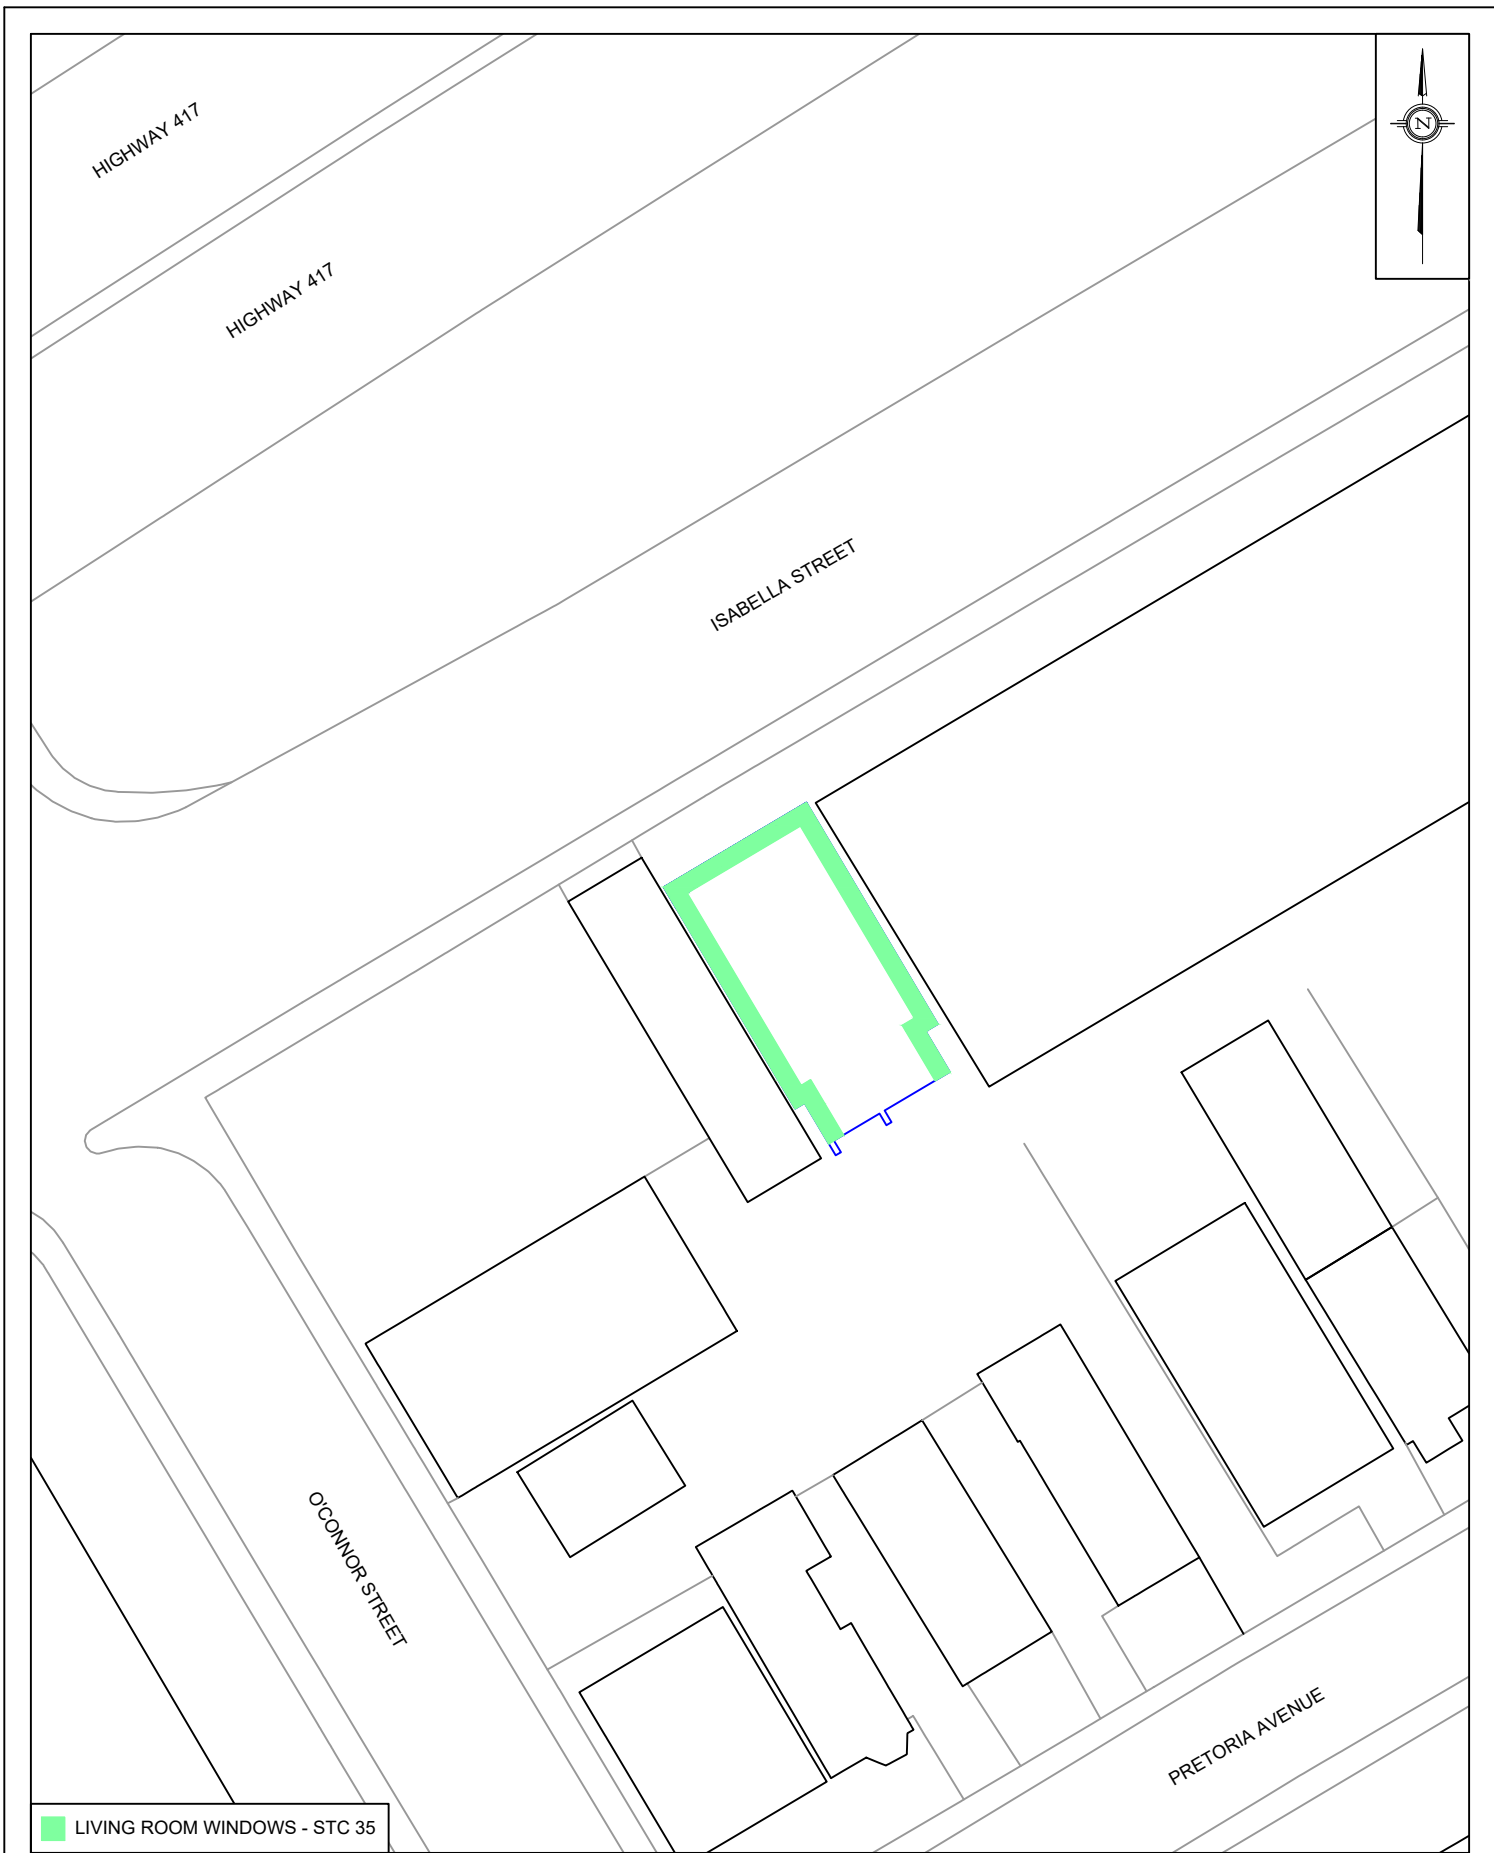 HIGHWAY 417
N
HIGHWAY 417
ISABELLA STREET
O'CONNOR STREET
PRETORIA AVENUE
LIVING ROOM WINDOWS - STC 35